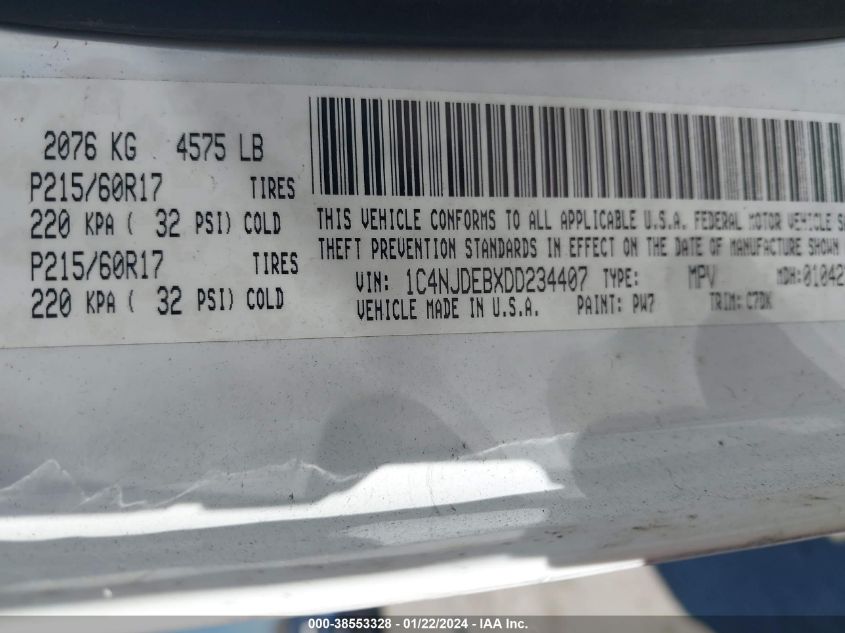 2076 KG 4575 LB
P215/60R17 TIRES
220 KPA ( 32 PSI) COLD
P215/60R17 TIRES
220 KPA ( 32 PSI) COLD
THIS VEHICLE CONFORMS TO ALL APPLICABLE U.S.A. FEDERAL MOTOR VEHICLE S
THEFT PREVENTION STANDARDS IN EFFECT ON THE DATE OF MANUFACTURE SHOWN
VIN: 1C4NJDEBXDD234407 TYPE: MPV MDH:01042
VEHICLE MADE IN U.S.A. PAINT: PW7 TRIM: C7DK
000-38553328 - 01/22/2024 - IAA Inc.